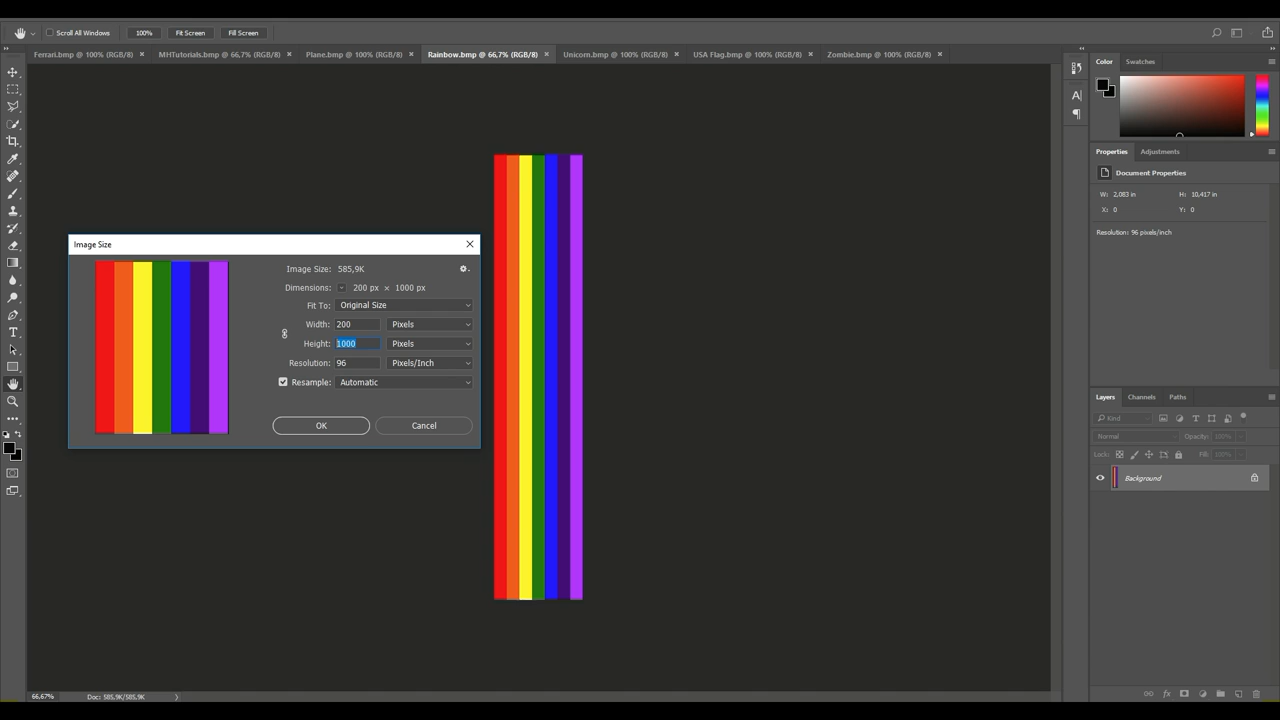 Scroll All Windows 100% Fit Screen Fill Screen
Ferrari.bmp @ 100% (RGB/8) MHTutorials.bmp @ 66,7% (RGB/8) Plane.bmp @ 100% (RGB/8) Rainbow.bmp @ 66,7% (RGB/8) Unicorn.bmp @ 100% (RGB/8) USA Flag.bmp @ 100% (RGB/8) Zombie.bmp @ 100% (RGB/8)
Color Swatches
Properties Adjustments
Document Properties
W: 2,083 in H: 10,417 in
X: 0 Y: 0
Resolution: 96 pixels/inch
Image Size
Image Size: 585,9K
Dimensions: 200 px × 1000 px
Fit To: Original Size
Width: 200 Pixels
Height: 1000 Pixels
Resolution: 96 Pixels/Inch
Resample: Automatic
OK Cancel
Layers Channels Paths
Kind
Normal Opacity: 100%
Lock: Fill: 100%
Background
66,67% Doc: 585,9K/585,9K